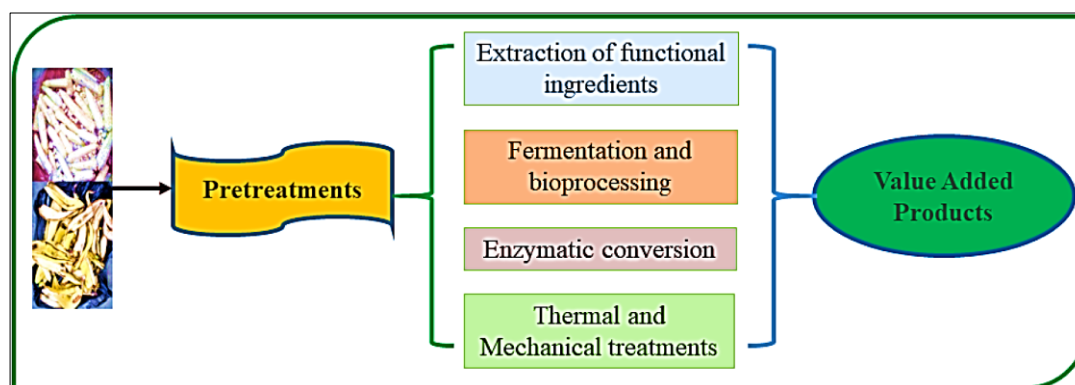 Pretreatments
Extraction of functional
ingredients
Fermentation and
bioprocessing
Enzymatic conversion
Thermal and
Mechanical treatments
Value Added
Products